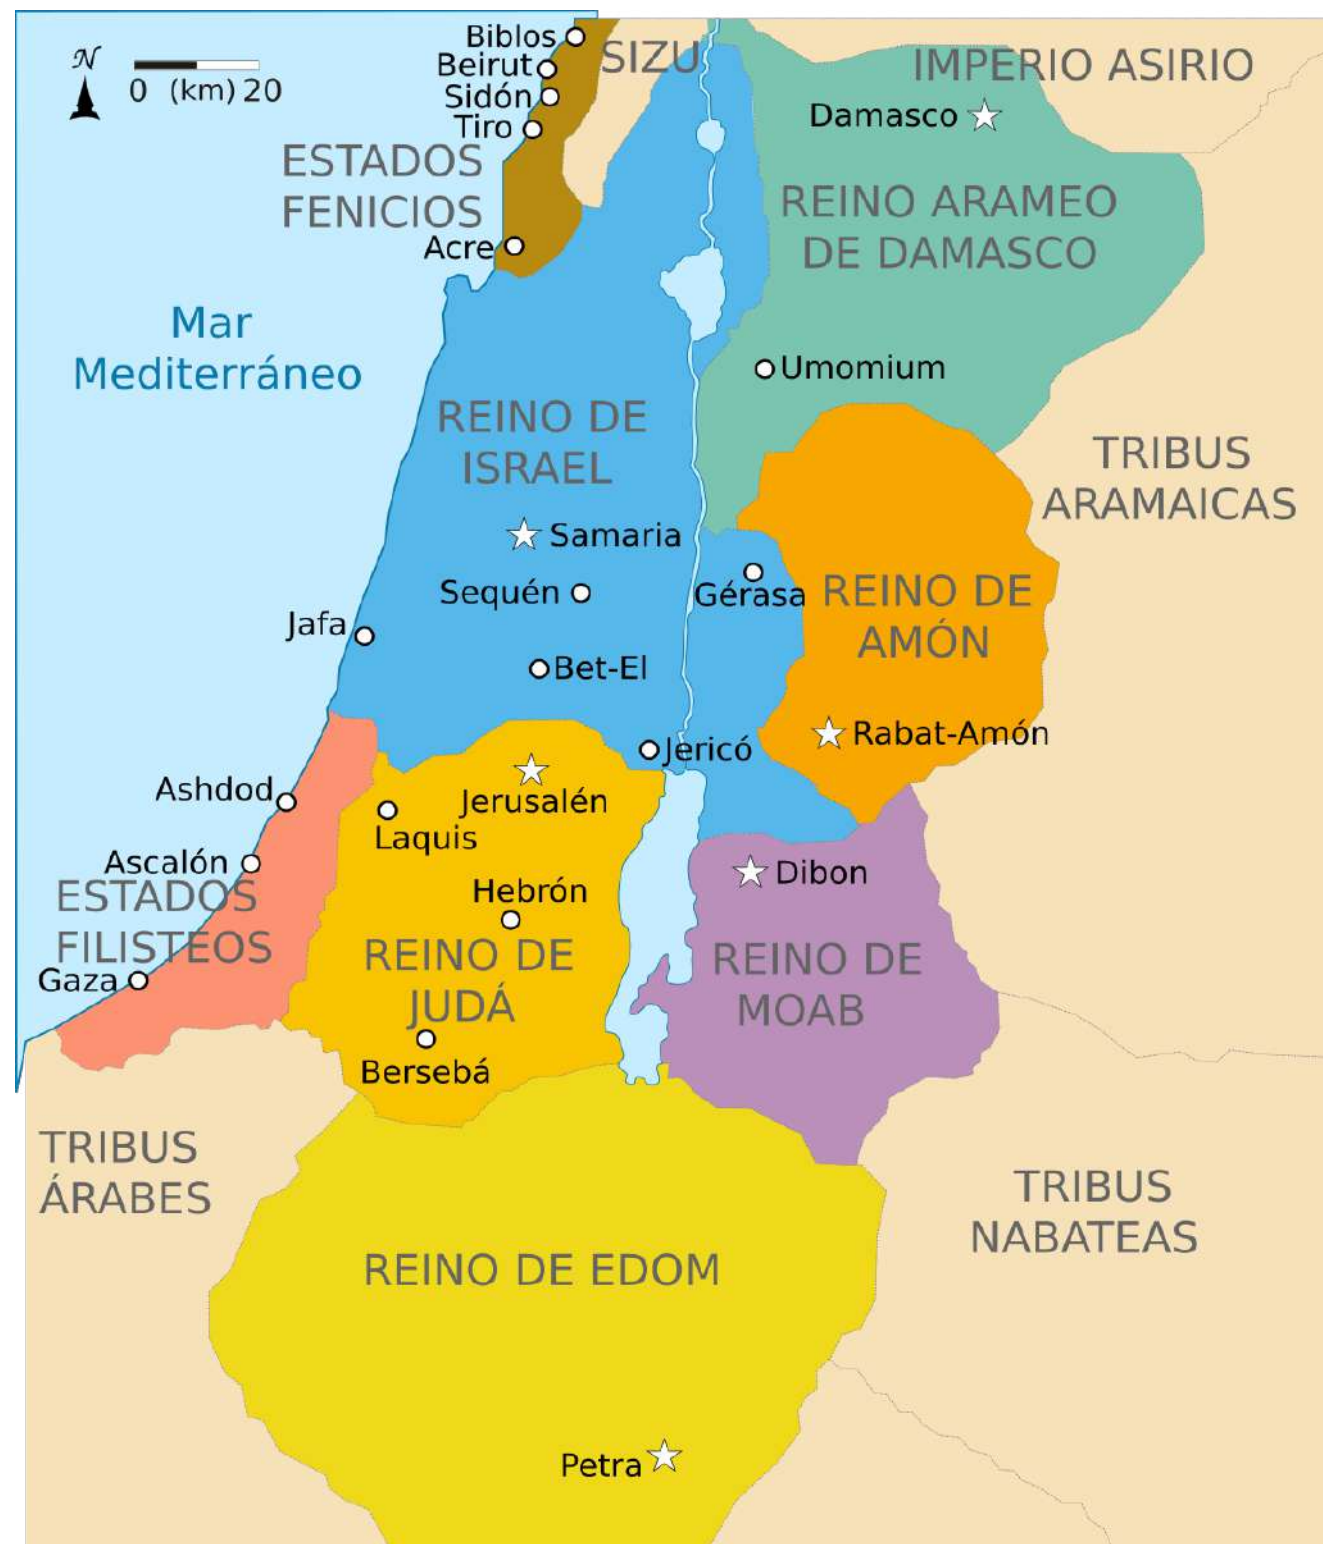 Biblos
SIZU
N
Beirut
IMPERIO ASIRIO
0 (km) 20
Sidón
Damasco
Tiro
ESTADOS
FENICIOS
REINO ARAMEO
DE DAMASCO
Acre
Mar
Mediterráneo
Umomium
REINO DE
ISRAEL
TRIBUS
ARAMAICAS
Samaria
Sequén
Gérasa
REINO DE
AMÓN
Jafa
Bet-El
Rabat-Amón
Jericó
Ashdod
Jerusalén
Laquis
Ascalón
Dibon
ESTADOS
FILISTEOS
Hebrón
Gaza
REINO DE
JUDÁ
REINO DE
MOAB
Bersebá
TRIBUS
ÁRABES
TRIBUS
NABATEAS
REINO DE EDOM
Petra